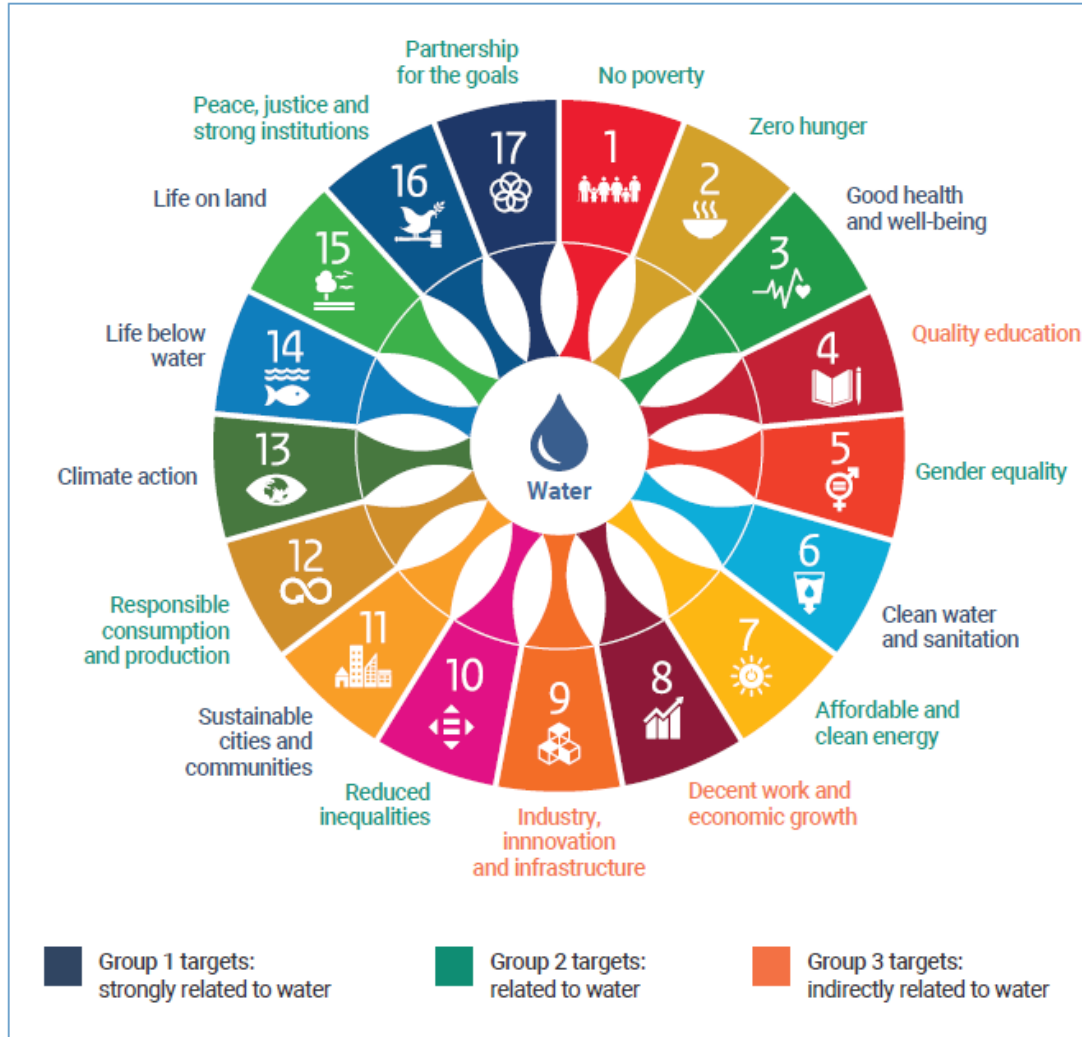 Partnership
for the goals
No poverty
Peace, justice and
strong institutions
Zero hunger
Life on land
Good health
and well-being
Life below
water
Quality education
Climate action
Gender equality
Responsible
consumption
and production
Clean water
and sanitation
Sustainable
cities and
communities
Affordable and
clean energy
Reduced
inequalities
Industry,
innnovation
and infrastructure
Decent work and
economic growth
1
2
3
4
5
6
7
8
9
10
11
12
13
14
15
16
17
Water
Group 1 targets:
strongly related to water
Group 2 targets:
related to water
Group 3 targets:
indirectly related to water